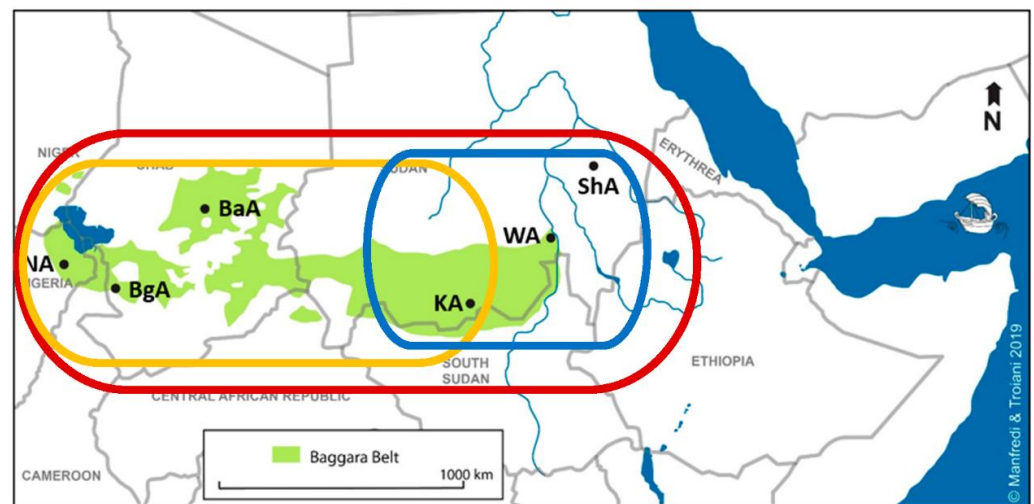 N
NIGER
CHAD
SUDAN
ERYTHREA
ShA
BaA
WA
NA
NIGERIA
BgA
KA
SOUTH
SUDAN
ETHIOPIA
CENTRAL AFRICAN REPUBLIC
CAMEROON
Baggara Belt
1000 km
© Manfredi & Troiani 2019